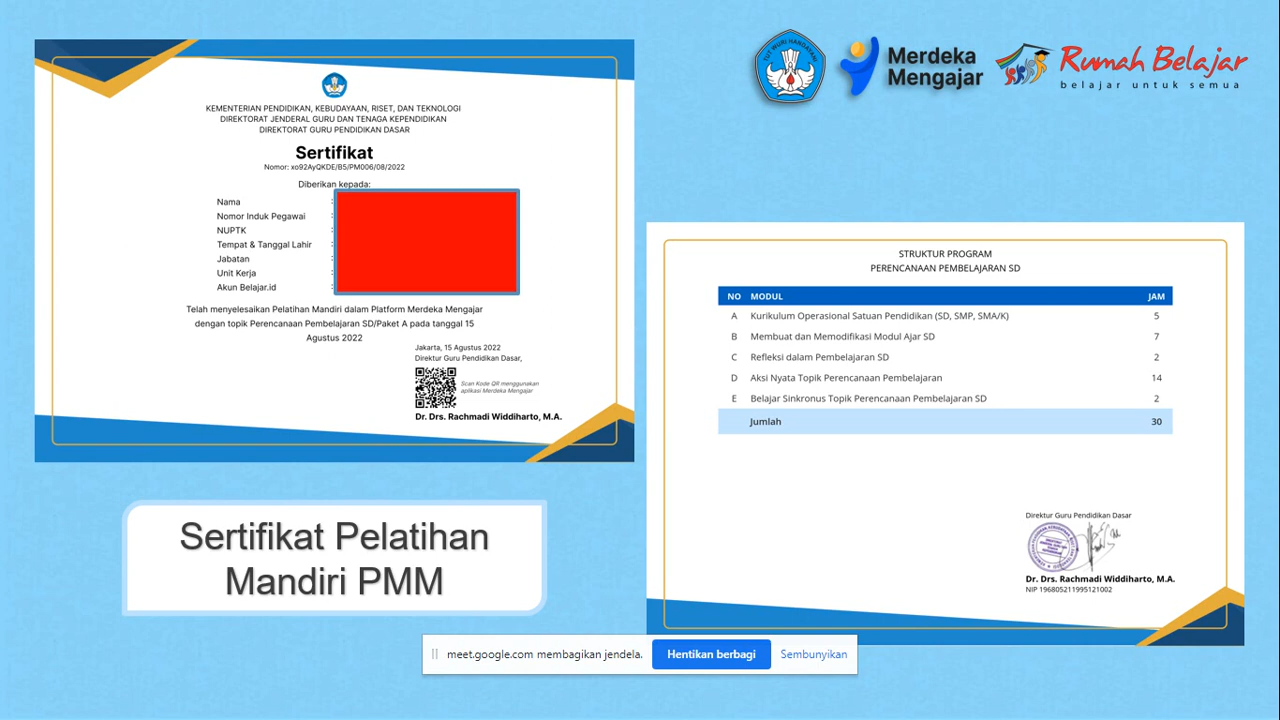 KEMENTERIAN PENDIDIKAN, KEBUDAYAAN, RISET, DAN TEKNOLOGI
DIREKTORAT JENDERAL GURU DAN TENAGA KEPENDIDIKAN
DIREKTORAT GURU PENDIDIKAN DASAR
Sertifikat
Nomor: xo92AyQKDE/B5/PM006/08/2022
Diberikan kepada:
Nama :
Nomor Induk Pegawai :
NUPTK :
Tempat & Tanggal Lahir :
Jabatan :
Unit Kerja :
Akun Belajar.id :
Telah menyelesaikan Pelatihan Mandiri dalam Platform Merdeka Mengajar
dengan topik Perencanaan Pembelajaran SD/Paket A pada tanggal 15
Agustus 2022
Jakarta, 15 Agustus 2022
Direktur Guru Pendidikan Dasar,
Scan Kode QR menggunakan
aplikasi Merdeka Mengajar
Dr. Drs. Rachmadi Widdiharto, M.A.
Sertifikat Pelatihan
Mandiri PMM
TUT WURI HANDAYANI
Merdeka
Mengajar
Rumah Belajar
belajar untuk semua
STRUKTUR PROGRAM
PERENCANAAN PEMBELAJARAN SD
NO MODUL JAM
A Kurikulum Operasional Satuan Pendidikan (SD, SMP, SMA/K) 5
B Membuat dan Memodifikasi Modul Ajar SD 7
C Refleksi dalam Pembelajaran SD 2
D Aksi Nyata Topik Perencanaan Pembelajaran 14
E Belajar Sinkronus Topik Perencanaan Pembelajaran SD 2
Jumlah 30
Direktur Guru Pendidikan Dasar
Dr. Drs. Rachmadi Widdiharto, M.A.
NIP 196805211995121002
meet.google.com membagikan jendela. Hentikan berbagi Sembunyikan